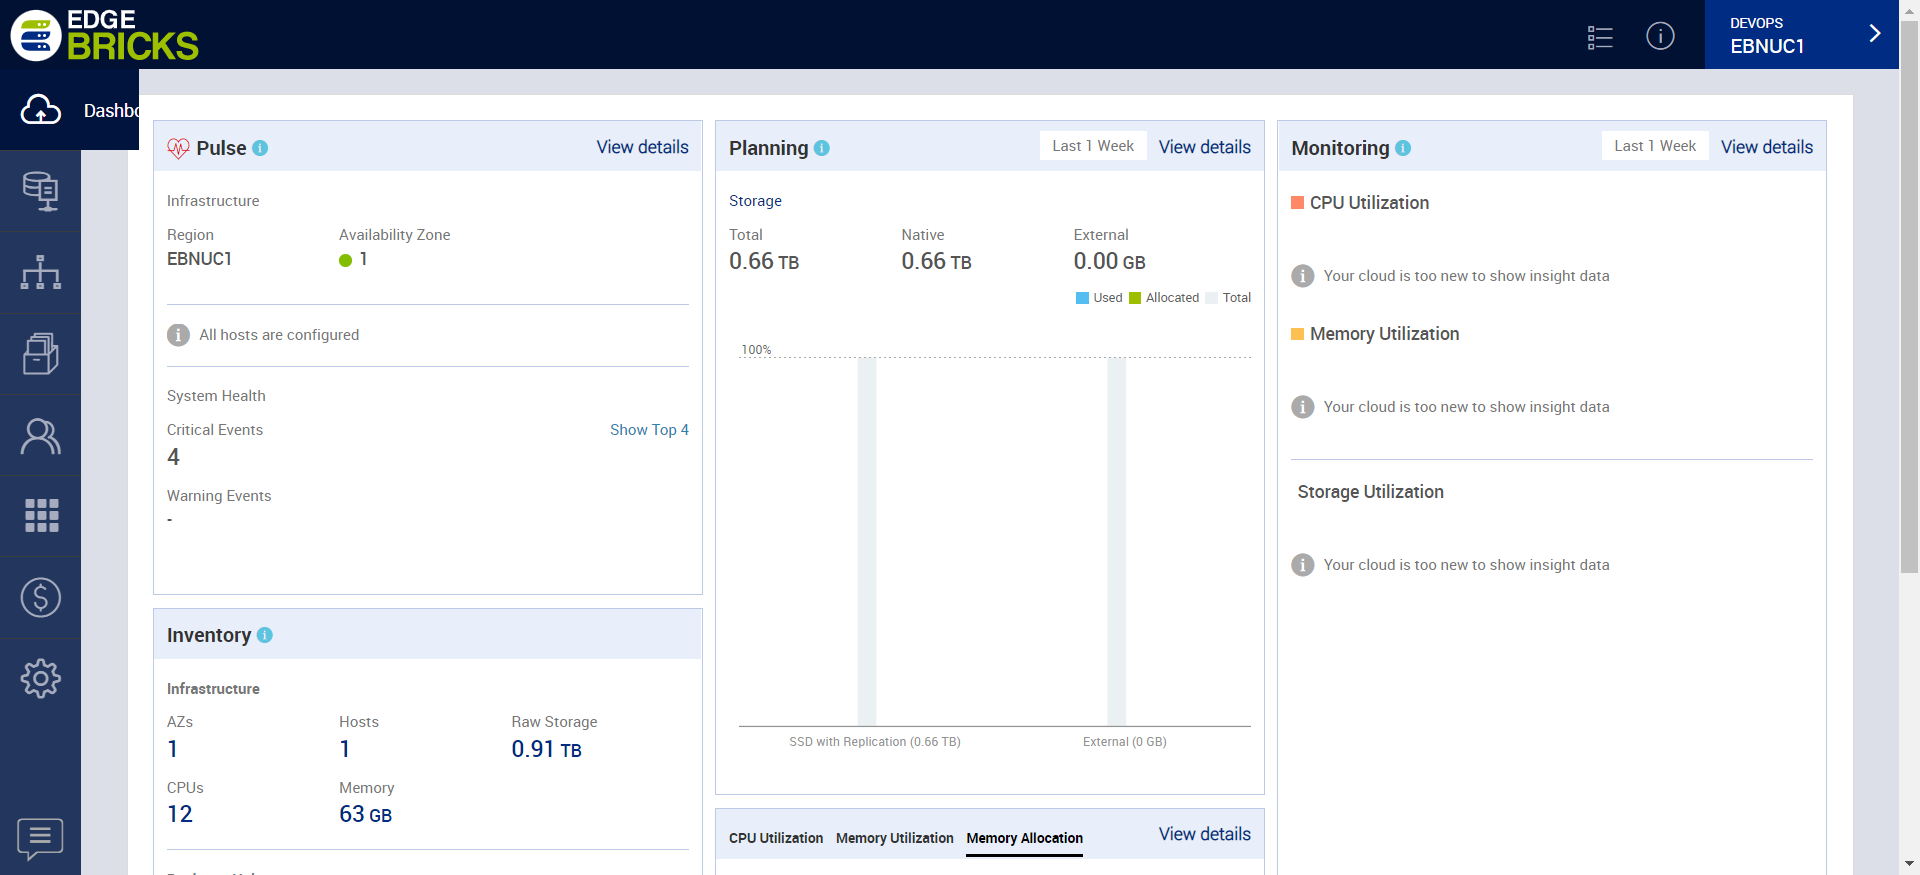 EDGE
BRICKS
DEVOPS
EBNUC1
Dashbo
Pulse
View details
Infrastructure
Region
Availability Zone
EBNUC1
1
All hosts are configured
System Health
Critical Events
Show Top 4
4
Warning Events
-
Inventory
Infrastructure
AZs
Hosts
Raw Storage
1
1
0.91 TB
CPUs
Memory
12
63 GB
Planning
Last 1 Week
View details
Storage
Total
Native
External
0.66 TB
0.66 TB
0.00 GB
Used
Allocated
Total
100%
SSD with Replication (0.66 TB)
External (0 GB)
CPU Utilization
Memory Utilization
Memory Allocation
View details
Monitoring
Last 1 Week
View details
CPU Utilization
Your cloud is too new to show insight data
Memory Utilization
Your cloud is too new to show insight data
Storage Utilization
Your cloud is too new to show insight data